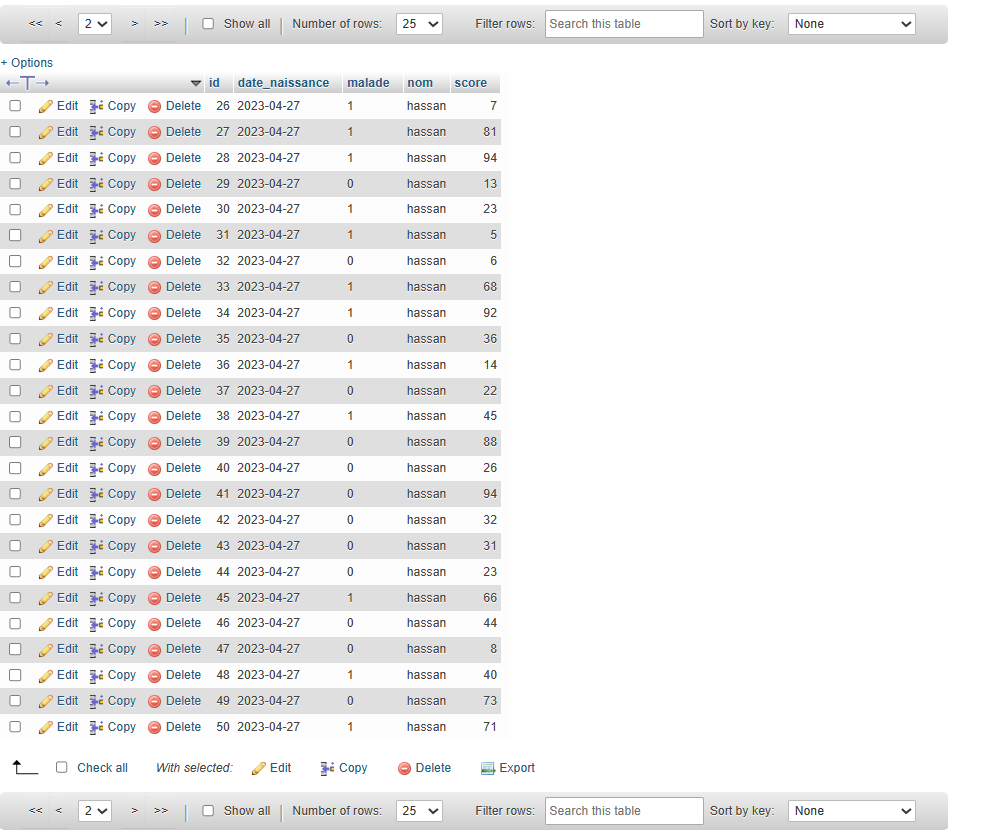 << < 2 > >> | Show all | Number of rows: 25 Filter rows: Search this table Sort by key: None
+ Options
←T→ id date_naissance malade nom score
Edit Copy Delete 26 2023-04-27 1 hassan 7
Edit Copy Delete 27 2023-04-27 1 hassan 81
Edit Copy Delete 28 2023-04-27 1 hassan 94
Edit Copy Delete 29 2023-04-27 0 hassan 13
Edit Copy Delete 30 2023-04-27 1 hassan 23
Edit Copy Delete 31 2023-04-27 1 hassan 5
Edit Copy Delete 32 2023-04-27 0 hassan 6
Edit Copy Delete 33 2023-04-27 1 hassan 68
Edit Copy Delete 34 2023-04-27 1 hassan 92
Edit Copy Delete 35 2023-04-27 0 hassan 36
Edit Copy Delete 36 2023-04-27 1 hassan 14
Edit Copy Delete 37 2023-04-27 0 hassan 22
Edit Copy Delete 38 2023-04-27 1 hassan 45
Edit Copy Delete 39 2023-04-27 0 hassan 88
Edit Copy Delete 40 2023-04-27 0 hassan 26
Edit Copy Delete 41 2023-04-27 0 hassan 94
Edit Copy Delete 42 2023-04-27 0 hassan 32
Edit Copy Delete 43 2023-04-27 0 hassan 31
Edit Copy Delete 44 2023-04-27 0 hassan 23
Edit Copy Delete 45 2023-04-27 1 hassan 66
Edit Copy Delete 46 2023-04-27 0 hassan 44
Edit Copy Delete 47 2023-04-27 0 hassan 8
Edit Copy Delete 48 2023-04-27 1 hassan 40
Edit Copy Delete 49 2023-04-27 0 hassan 73
Edit Copy Delete 50 2023-04-27 1 hassan 71
Check all With selected: Edit Copy Delete Export
<< < 2 > >> | Show all | Number of rows: 25 Filter rows: Search this table Sort by key: None